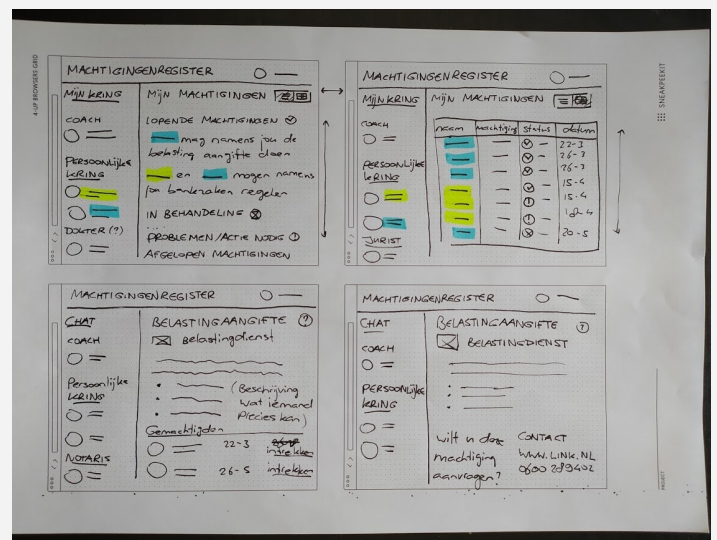 4-UP BROWSERS GRID
SNEAKPEEKIT
PROJECT
MACHTIGINGENREGISTER
MIJN KRING
COACH
PERSOONLIJKE
KRING
DOKTER (?)
MIJN MACHTIGINGEN
LOPENDE MACHTIGINGEN
mag namens jou de
belasting aangifte doen
en mogen namens
jou bankzaken regelen
IN BEHANDELING
...
PROBLEMEN/ACTIE NODIG
AFGELOPEN MACHTIGINGEN
MACHTIGINGENREGISTER
MIJN KRING
COACH
PERSOONLIJKE
KRING
JURIST
MIJN MACHTIGINGEN
naam machtiging status datum
22-3
26-3
26-3
15-4
15-4
18-4
20-5
MACHTIGINGENREGISTER
CHAT
COACH
Persoonlijke
KRING
NOTARIS
BELASTINGAANGIFTE ?
Belastingdienst
(Beschrijving
wat iemand
precies kan)
Gemachtigden
22-3
intrekken
26-5 intrekken
MACHTIGINGENREGISTER
CHAT
COACH
PERSOONLIJKE
KRING
BELASTINGAANGIFTE ?
BELASTINGDIENST
wilt u deze
machtiging
aanvragen?
CONTACT
WWW.LINK.NL
0600 289402